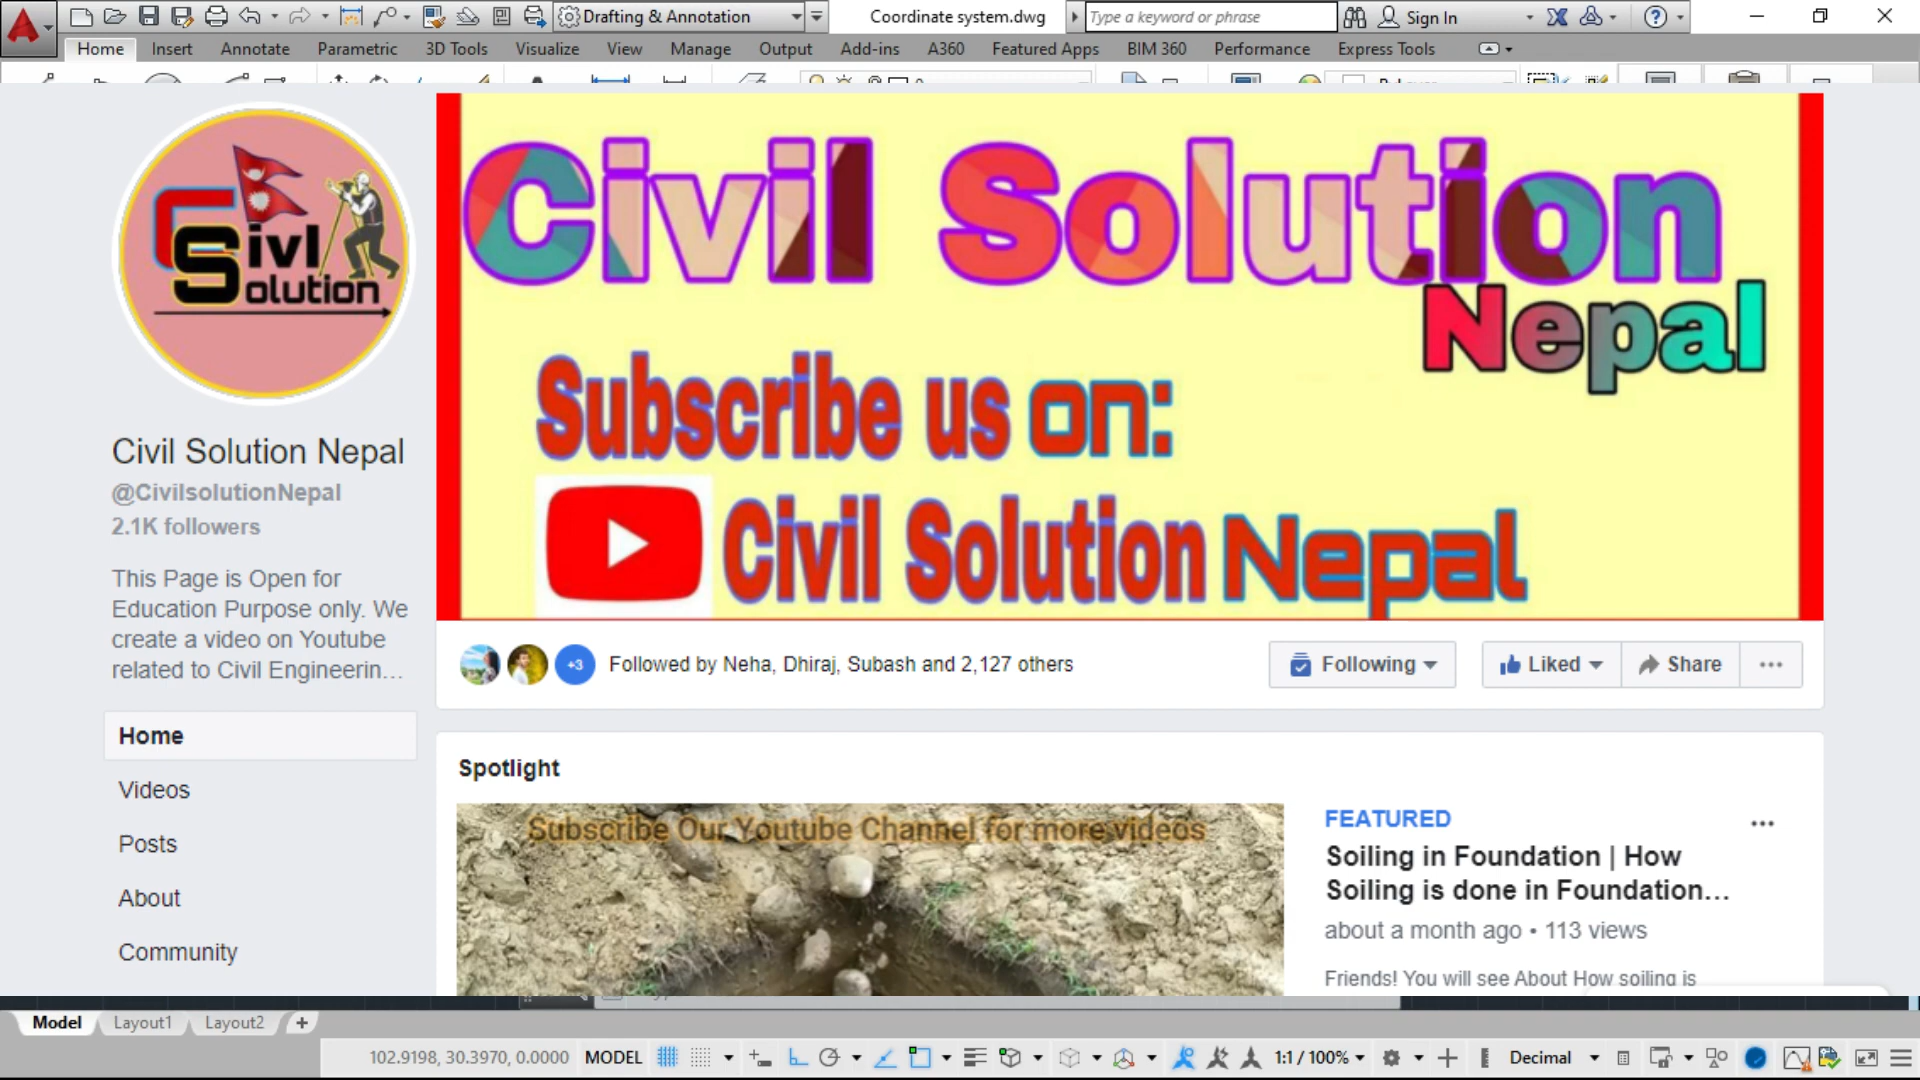 Drafting & Annotation
Coordinate system.dwg
Type a keyword or phrase
Sign In
Home Insert Annotate Parametric 3D Tools Visualize View Manage Output Add-ins A360 Featured Apps BIM 360 Performance Express Tools
Civil Solution
Nepal
Subscribe us on:
Civil Solution Nepal
ivl
Solution
Civil Solution Nepal
@CivilsolutionNepal
2.1K followers
This Page is Open for
Education Purpose only. We
create a video on Youtube
related to Civil Engineerin...
+3 Followed by Neha, Dhiraj, Subash and 2,127 others
Following
Liked
Share
Home
Videos
Posts
About
Community
Spotlight
Subscribe Our Youtube Channel for more videos
FEATURED
Soiling in Foundation | How
Soiling is done in Foundation...
about a month ago • 113 views
Friends! You will see About How soiling is
Model Layout1 Layout2 +
102.9198, 30.3970, 0.0000 MODEL 1:1 / 100% Decimal